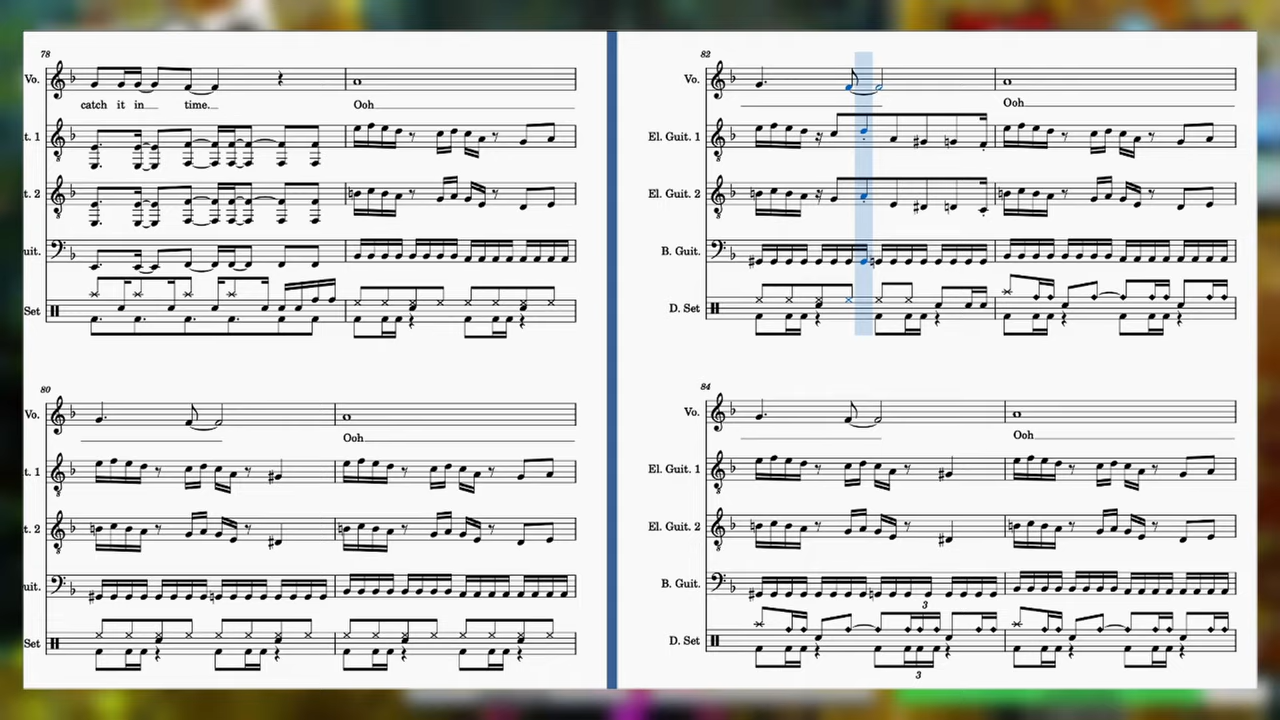 78
Vo.
catch it in time. Ooh
t. 1
t. 2
uit.
Set
80
Vo.
Ooh
t. 1
t. 2
uit.
Set
82
Vo.
Ooh
El. Guit. 1
El. Guit. 2
B. Guit.
D. Set
84
Vo.
Ooh
El. Guit. 1
El. Guit. 2
B. Guit.
3
D. Set
3